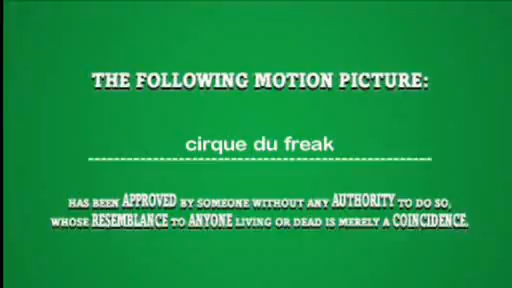 THE FOLLOWING MOTION PICTURE:
cirque du freak
HAS BEEN APPROVED BY SOMEONE WITHOUT ANY AUTHORITY TO DO SO,
WHOSE RESEMBLANCE TO ANYONE LIVING OR DEAD IS MERELY A COINCIDENCE.